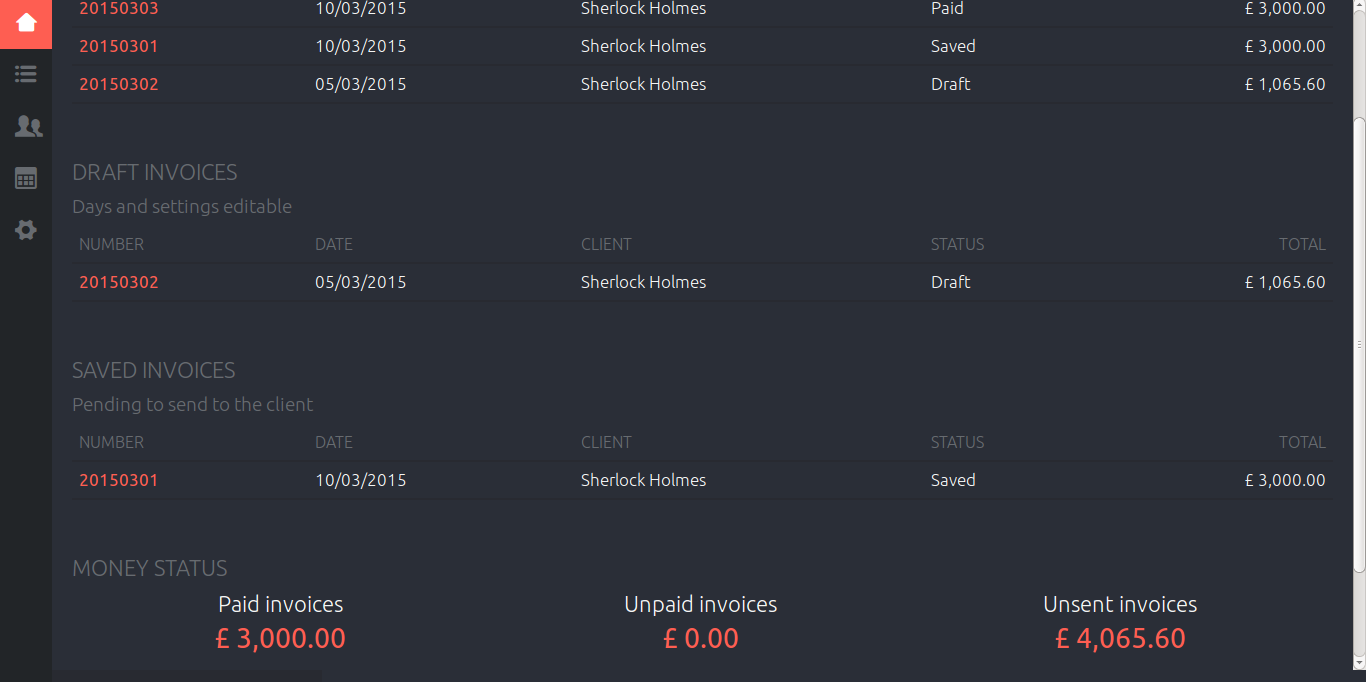 20150303 10/03/2015 Sherlock Holmes Paid £ 3,000.00
20150301 10/03/2015 Sherlock Holmes Saved £ 3,000.00
20150302 05/03/2015 Sherlock Holmes Draft £ 1,065.60
DRAFT INVOICES
Days and settings editable
NUMBER DATE CLIENT STATUS TOTAL
20150302 05/03/2015 Sherlock Holmes Draft £ 1,065.60
SAVED INVOICES
Pending to send to the client
NUMBER DATE CLIENT STATUS TOTAL
20150301 10/03/2015 Sherlock Holmes Saved £ 3,000.00
MONEY STATUS
Paid invoices Unpaid invoices Unsent invoices
£ 3,000.00 £ 0.00 £ 4,065.60